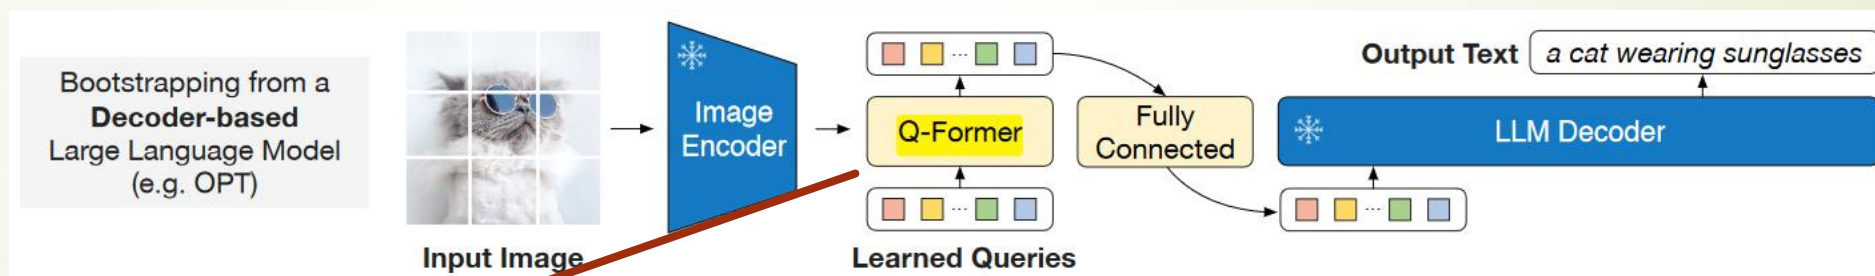 Bootstrapping from a
Decoder-based
Large Language Model
(e.g. OPT)
Input Image
Image
Encoder
Q-Former
Learned Queries
Fully
Connected
Output Text
a cat wearing sunglasses
LLM Decoder